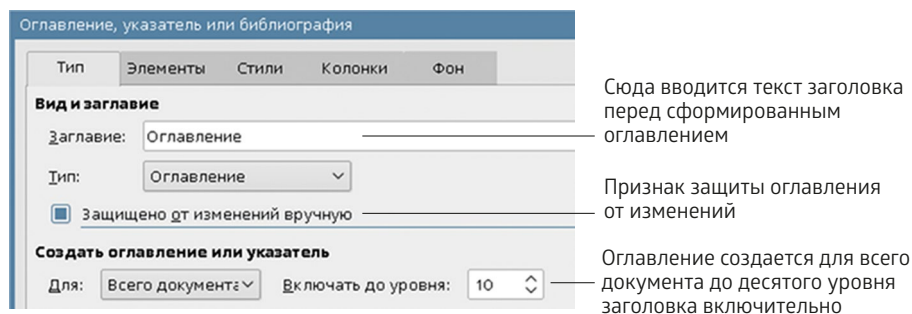 Оглавление, указатель или библиография
Тип Элементы Стили Колонки Фон
Вид и заглавие
Заглавие: Оглавление
Тип: Оглавление
Защищено от изменений вручную
Создать оглавление или указатель
Для: Всего документа Включать до уровня: 10
Сюда вводится текст заголовка
перед сформированным
оглавлением
Признак защиты оглавления
от изменений
Оглавление создается для всего
документа до десятого уровня
заголовка включительно